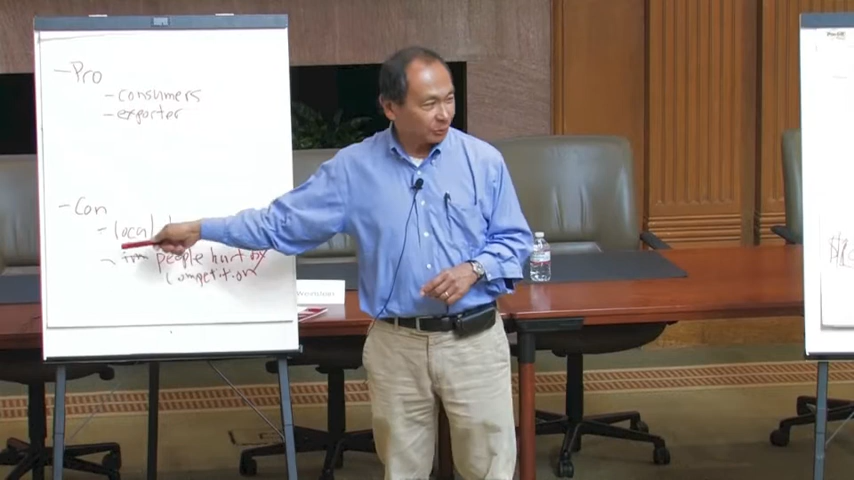 - Pro
- consumers
- exporter
- Con
- local
- people hurt by
competition